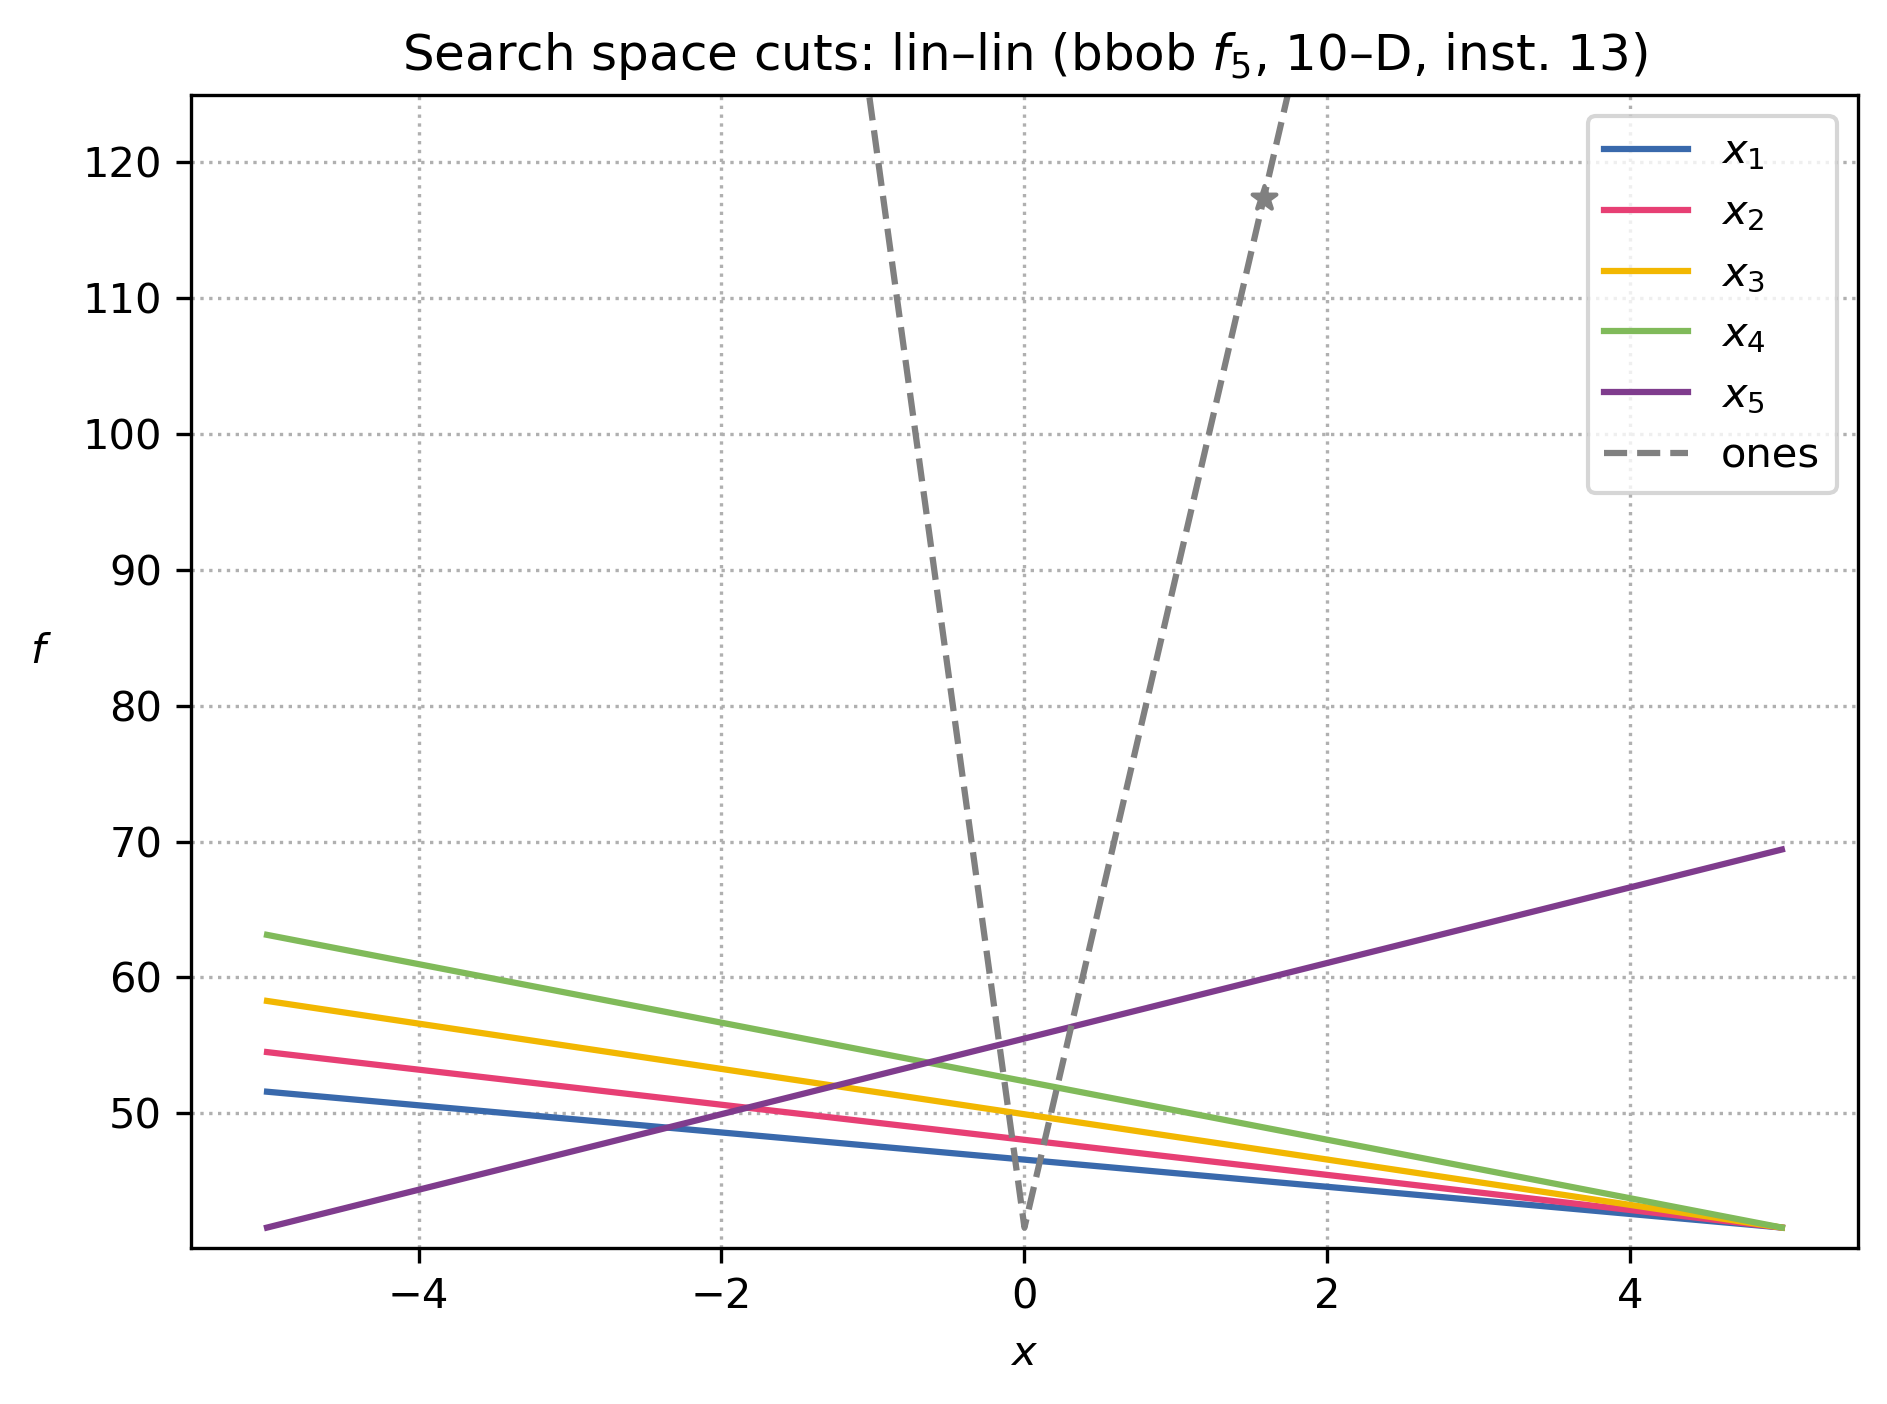 Search space cuts: lin–lin (bbob f₅, 10–D, inst. 13)
120
110
100
90
80
70
60
50
f
−4
−2
0
2
4
x
x₁
x₂
x₃
x₄
x₅
ones